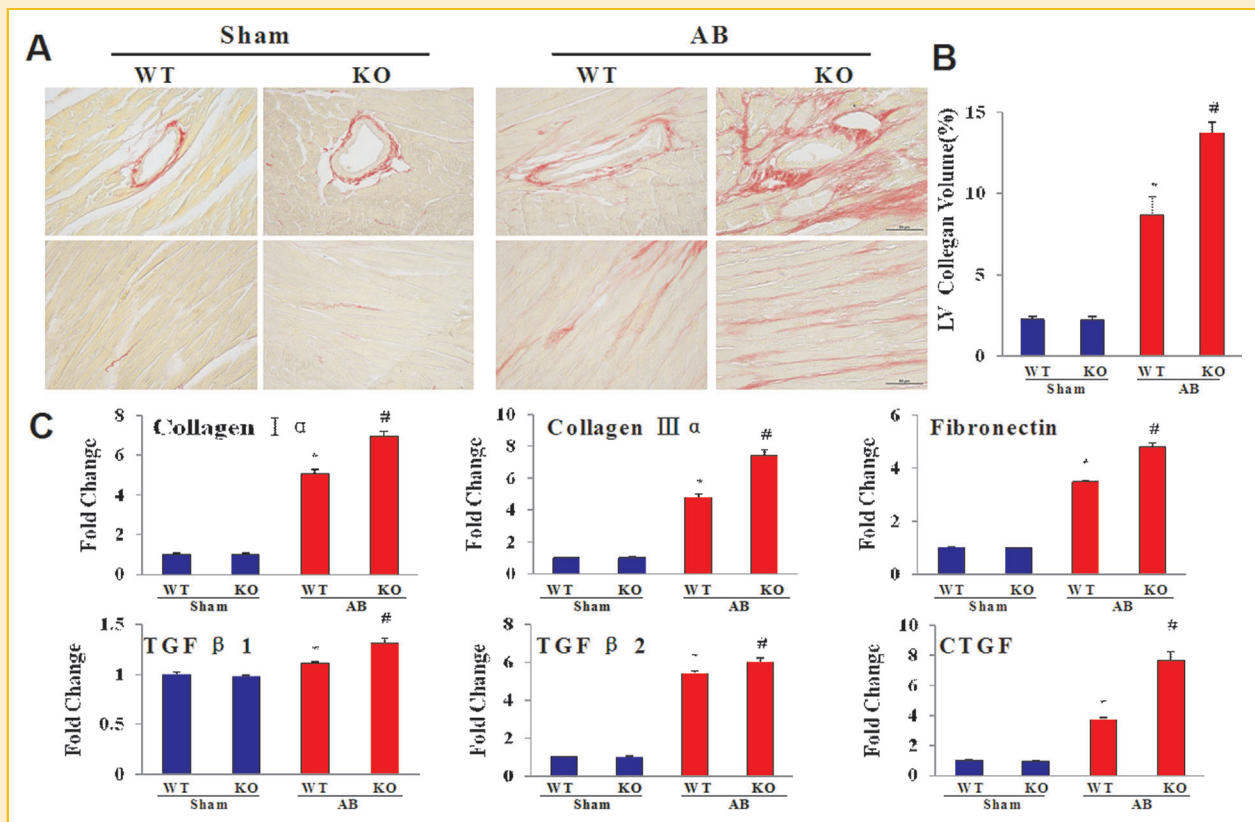 A
Sham
AB
WT
KO
WT
KO
B
LV Collegan Volume(%)
15
10
5
0
#
*
WT
KO
WT
KO
Sham
AB
C
Collagen Ⅰ α
Fold Change
8
6
4
2
0
*
#
WT
KO
WT
KO
Sham
AB
Collagen Ⅲ α
Fold Change
10
8
6
4
2
0
*
#
WT
KO
WT
KO
Sham
AB
Fibronectin
Fold Change
6
4
2
0
*
#
WT
KO
WT
KO
Sham
AB
TGF β 1
Fold Change
1.5
1
0.5
0
*
#
WT
KO
WT
KO
Sham
AB
TGF β 2
Fold Change
8
6
4
2
0
*
#
WT
KO
WT
KO
Sham
AB
CTGF
Fold Change
10
8
6
4
2
0
*
#
WT
KO
WT
KO
Sham
AB